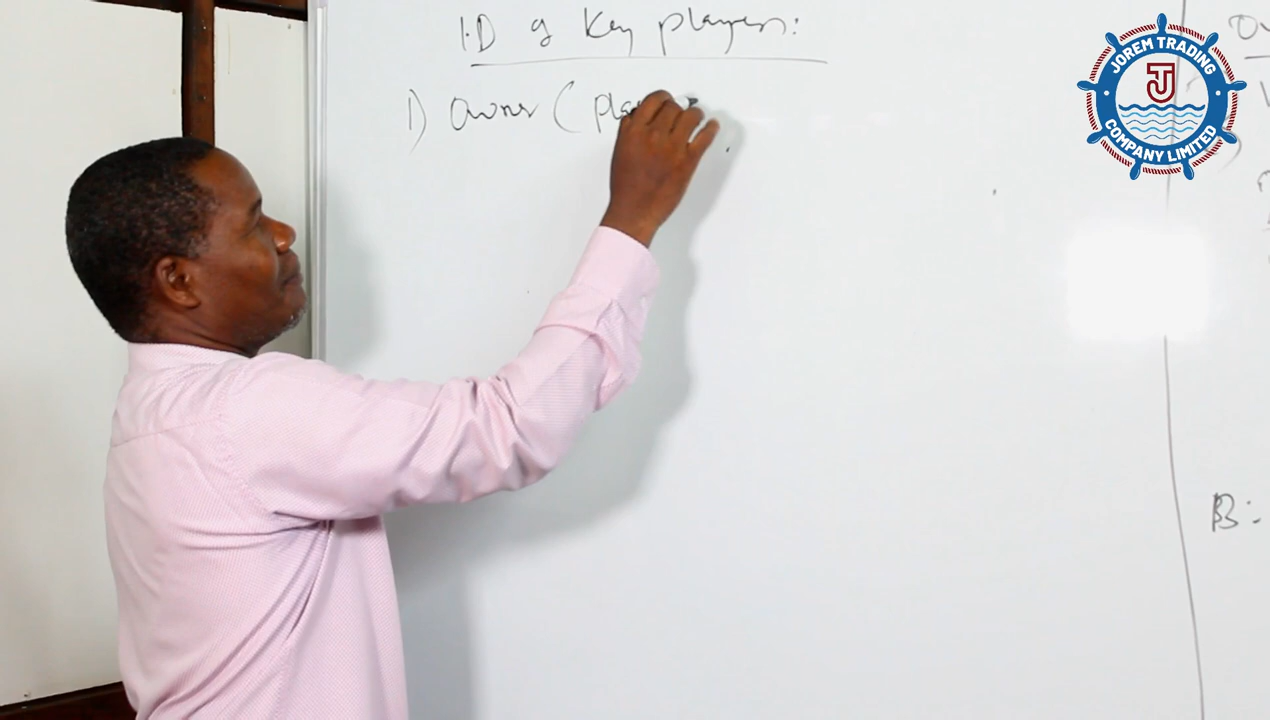 I.D of Key players:
1) Owner ( pla
B:-
JOREM TRADING
COMPANY LIMITED